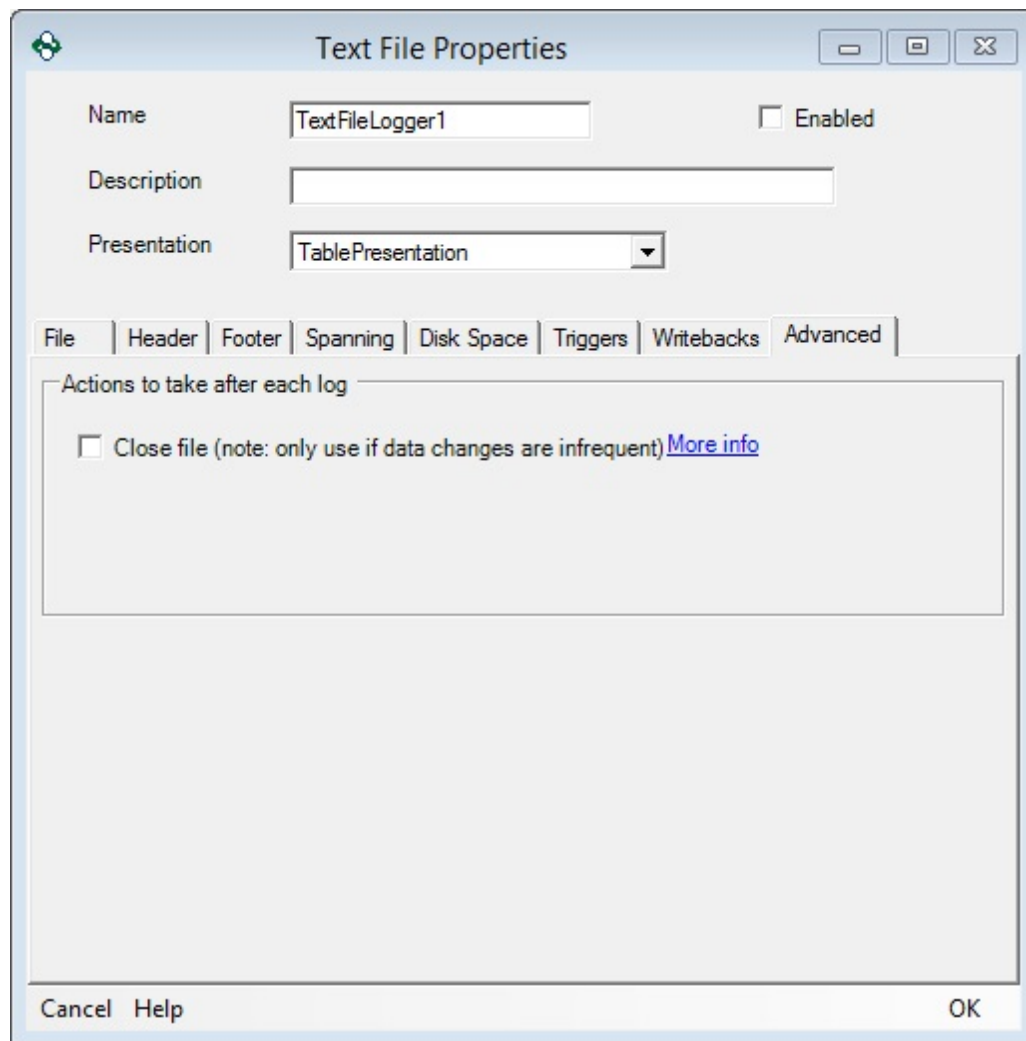 Text File Properties
Name TextFileLogger1 Enabled
Description
Presentation TablePresentation
File Header Footer Spanning Disk Space Triggers Writebacks Advanced
Actions to take after each log
Close file (note: only use if data changes are infrequent) More info
Cancel Help OK